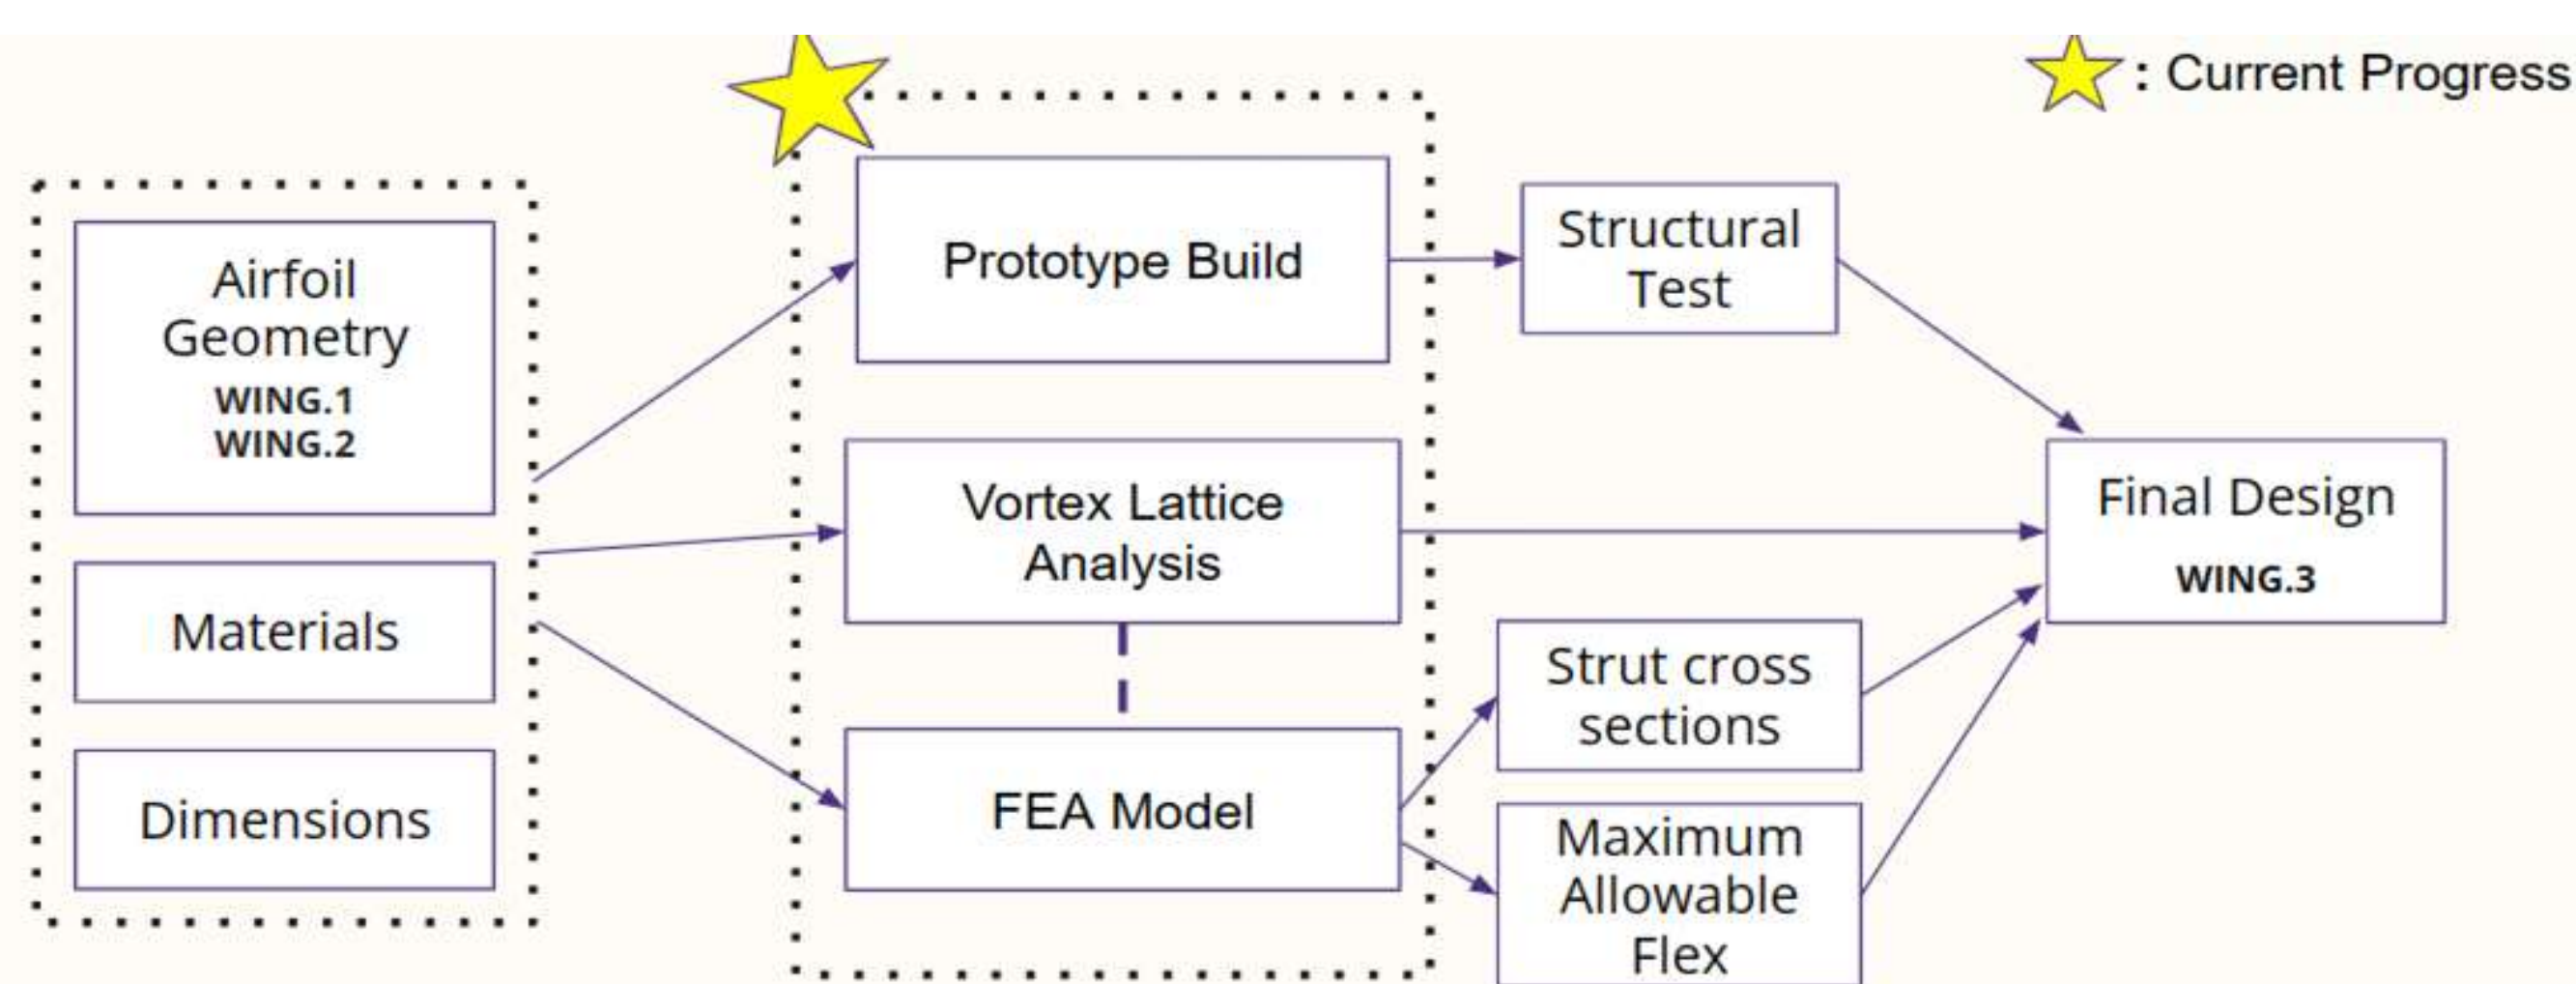 : Current Progress
Airfoil
Geometry
WING.1
WING.2
Materials
Dimensions
Prototype Build
Vortex Lattice
Analysis
FEA Model
Structural
Test
Strut cross
sections
Maximum
Allowable
Flex
Final Design
WING.3